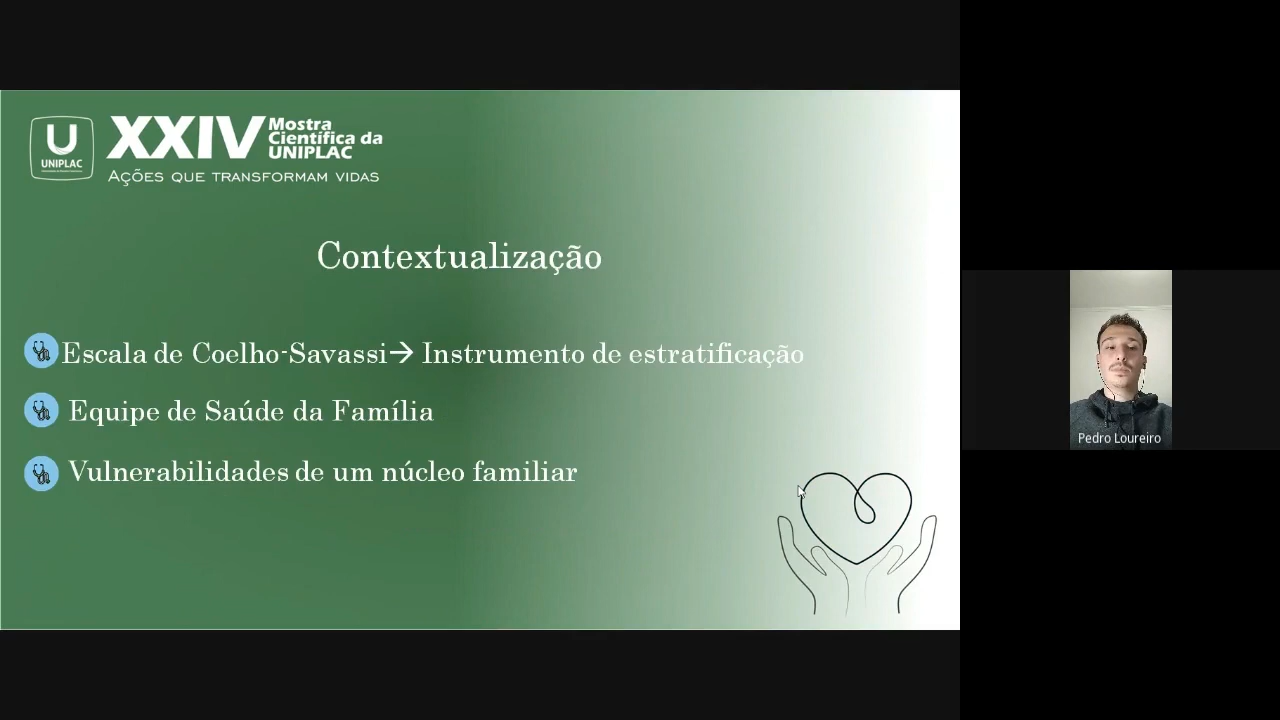 U
UNIPLAC
XXIV
Mostra
Científica da
UNIPLAC
AÇÕES QUE TRANSFORMAM VIDAS
Contextualização
Escala de Coelho-Savassi→ Instrumento de estratificação
Equipe de Saúde da Família
Vulnerabilidades de um núcleo familiar
Pedro Loureiro